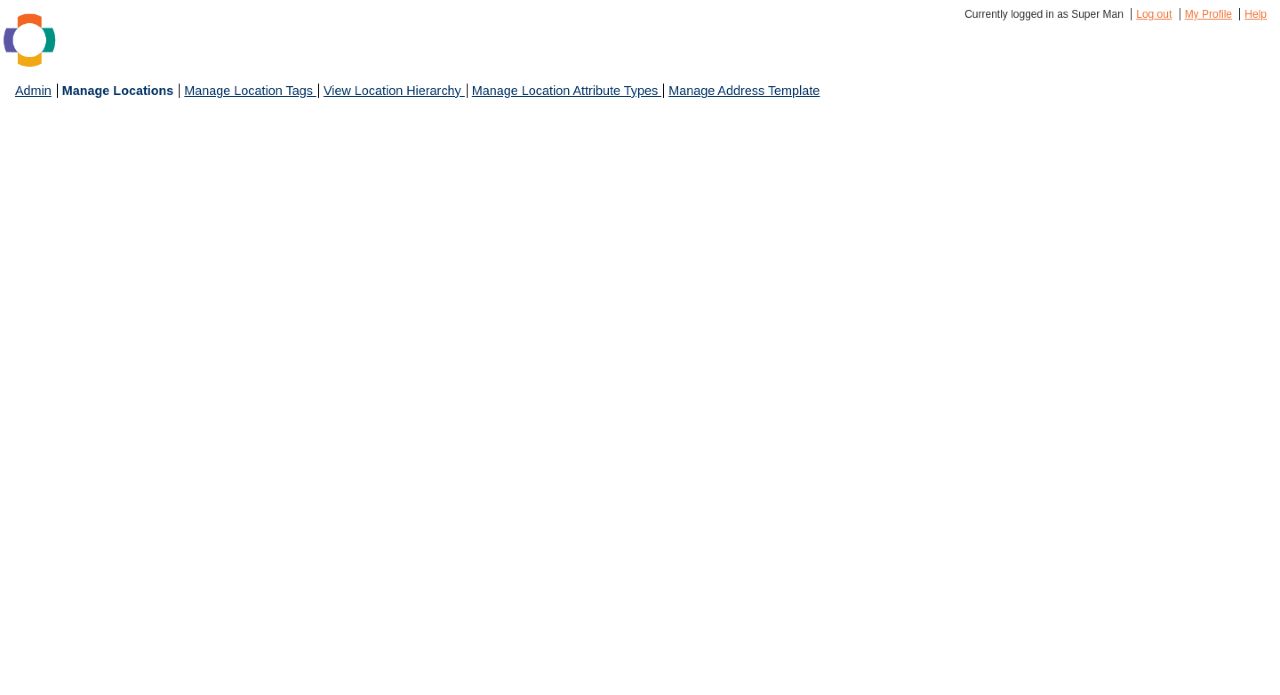 Currently logged in as Super Man | Log out | My Profile | Help
Admin | Manage Locations | Manage Location Tags | View Location Hierarchy | Manage Location Attribute Types | Manage Address Template